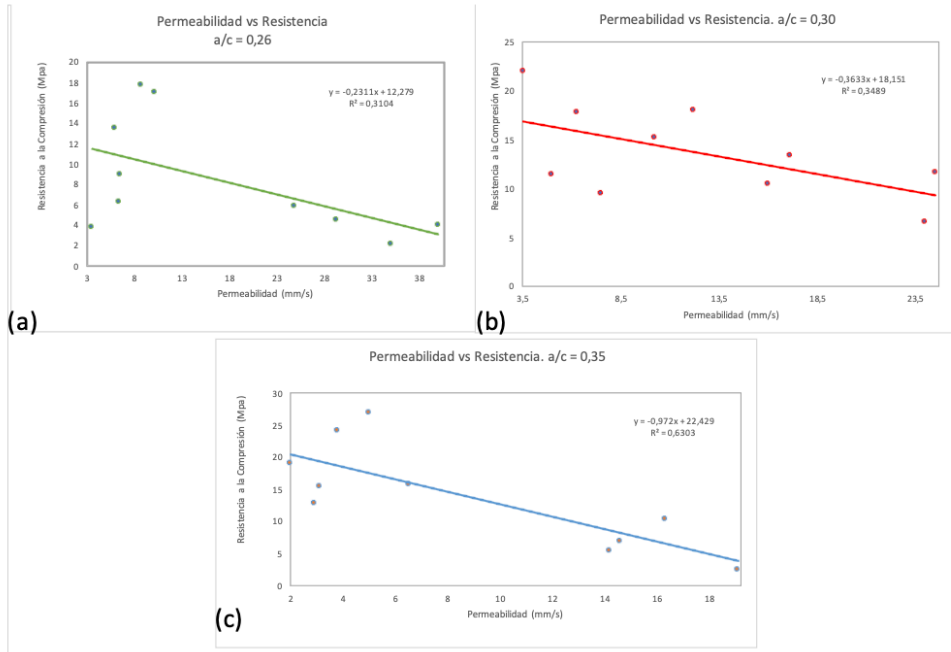 Permeabilidad vs Resistencia
a/c = 0,26
Resistencia a la Compresión (Mpa)
20
18
16
14
12
10
8
6
4
2
0
y = -0,2311x + 12,279
R² = 0,3104
3
8
13
18
23
28
33
38
Permeabilidad (mm/s)
(a)
Permeabilidad vs Resistencia. a/c = 0,30
Resistencia a la Compresión (Mpa)
25
20
15
10
5
0
y = -0,3633x + 18,151
R² = 0,3489
3,5
8,5
13,5
18,5
23,5
Permeabilidad (mm/s)
(b)
Permeabilidad vs Resistencia. a/c = 0,35
Resistencia a la Compresión (Mpa)
30
25
20
15
10
5
0
y = -0,972x + 22,429
R² = 0,6303
2
4
6
8
10
12
14
16
18
Permeabilidad (mm/s)
(c)